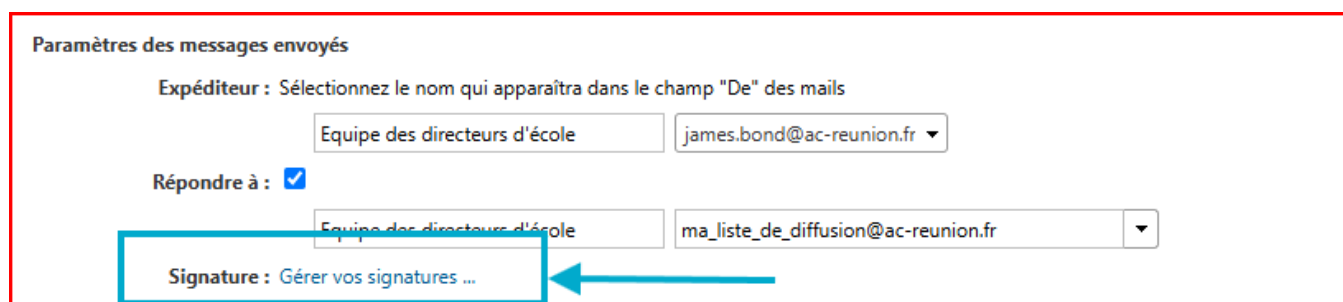 Paramètres des messages envoyés
Expéditeur : Sélectionnez le nom qui apparaîtra dans le champ "De" des mails
Equipe des directeurs d'école james.bond@ac-reunion.fr
Répondre à :
Equipe des directeurs d'école ma_liste_de_diffusion@ac-reunion.fr
Signature : Gérer vos signatures ...